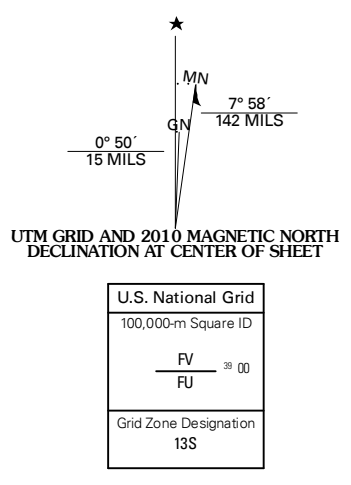 MN
7° 58´
142 MILS
GN
0° 50´
15 MILS
UTM GRID AND 2010 MAGNETIC NORTH
DECLINATION AT CENTER OF SHEET
U.S. National Grid
100,000-m Square ID
FV
39 00
FU
Grid Zone Designation
13S